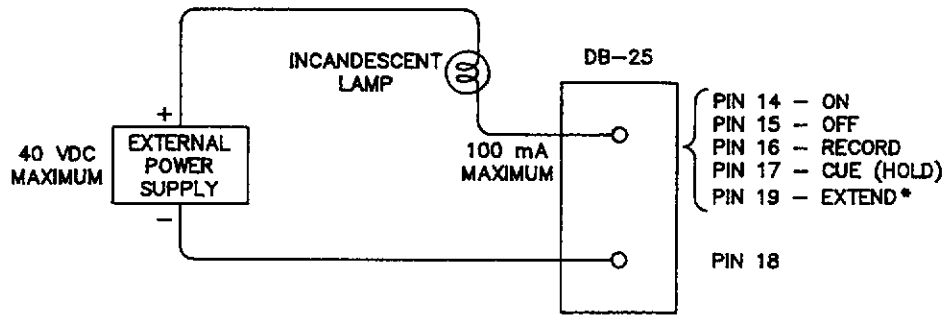 INCANDESCENT
LAMP
DB-25
+
EXTERNAL
POWER
SUPPLY
−
40 VDC
MAXIMUM
100 mA
MAXIMUM
PIN 14 – ON
PIN 15 – OFF
PIN 16 – RECORD
PIN 17 – CUE (HOLD)
PIN 19 – EXTEND*
PIN 18